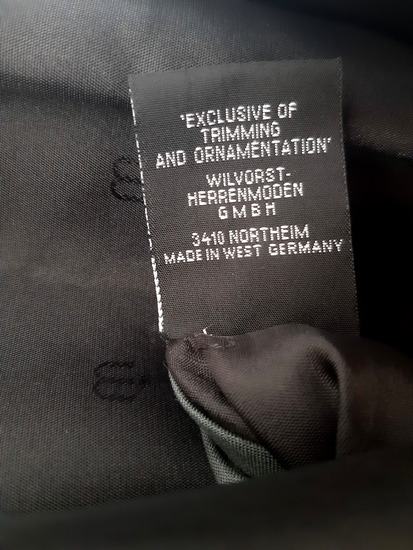 'EXCLUSIVE OF
TRIMMING
AND ORNAMENTATION'
WILVORST-
HERRENMODEN
GMBH
3410 NORTHEIM
MADE IN WEST GERMANY